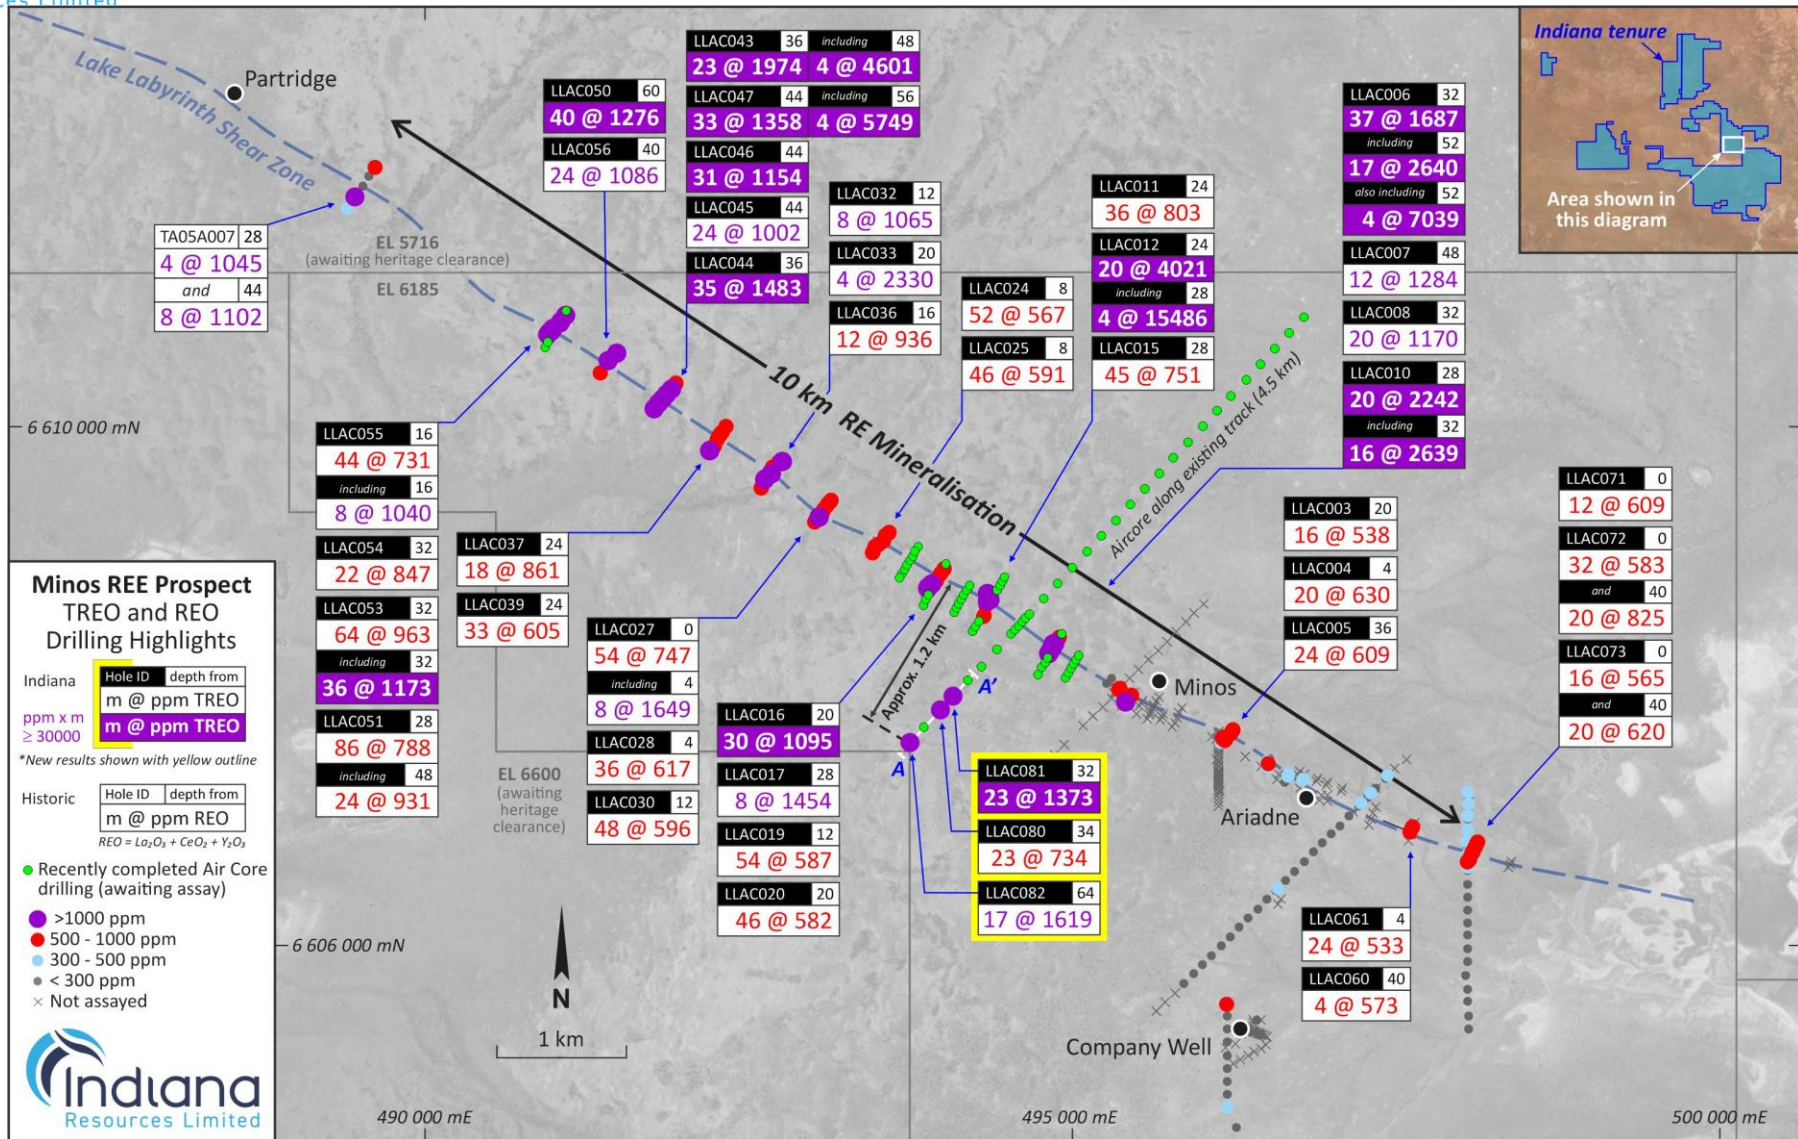 ces Limited
Lake Labyrinth Shear Zone
Partridge
TA05A007 28
4 @ 1045
and 44
8 @ 1102
EL 5716
(awaiting heritage clearance)
EL 6185
LLAC050 60
40 @ 1276
LLAC056 40
24 @ 1086
LLAC043 36 including 48
23 @ 1974 4 @ 4601
LLAC047 44 including 56
33 @ 1358 4 @ 5749
LLAC046 44
31 @ 1154
LLAC045 44
24 @ 1002
LLAC044 36
35 @ 1483
LLAC032 12
8 @ 1065
LLAC033 20
4 @ 2330
LLAC036 16
12 @ 936
LLAC024 8
52 @ 567
LLAC025 8
46 @ 591
LLAC011 24
36 @ 803
LLAC012 24
20 @ 4021
including 28
4 @ 15486
LLAC015 28
45 @ 751
LLAC006 32
37 @ 1687
including 52
17 @ 2640
also including 52
4 @ 7039
LLAC007 48
12 @ 1284
LLAC008 32
20 @ 1170
LLAC010 28
20 @ 2242
including 32
16 @ 2639
Indiana tenure
Area shown in
this diagram
10 km RE Mineralisation
Aircore along existing track (4.5 km)
6 610 000 mN
LLAC055 16
44 @ 731
including 16
8 @ 1040
LLAC054 32
22 @ 847
LLAC053 32
64 @ 963
including 32
36 @ 1173
LLAC051 28
86 @ 788
including 48
24 @ 931
LLAC037 24
18 @ 861
LLAC039 24
33 @ 605
LLAC027 0
54 @ 747
including 4
8 @ 1649
LLAC028 4
36 @ 617
LLAC030 12
48 @ 596
EL 6600
(awaiting
heritage
clearance)
LLAC016 20
30 @ 1095
LLAC017 28
8 @ 1454
LLAC019 12
54 @ 587
LLAC020 20
46 @ 582
Approx. 1.2 km
A
A'
LLAC081 32
23 @ 1373
LLAC080 34
23 @ 734
LLAC082 64
17 @ 1619
LLAC003 20
16 @ 538
LLAC004 4
20 @ 630
LLAC005 36
24 @ 609
LLAC071 0
12 @ 609
LLAC072 0
32 @ 583
and 40
20 @ 825
LLAC073 0
16 @ 565
and 40
20 @ 620
Minos
Ariadne
LLAC061 4
24 @ 533
LLAC060 40
4 @ 573
Company Well
6 606 000 mN
N
1 km
490 000 mE
495 000 mE
500 000 mE
Minos REE Prospect
TREO and REO
Drilling Highlights
Indiana
Hole ID depth from
m @ ppm TREO
ppm x m
≥ 30000
m @ ppm TREO
*New results shown with yellow outline
Historic
Hole ID depth from
m @ ppm REO
REO = La₂O₃ + CeO₂ + Y₂O₃
Recently completed Air Core
drilling (awaiting assay)
>1000 ppm
500 - 1000 ppm
300 - 500 ppm
< 300 ppm
Not assayed
Indiana
Resources Limited